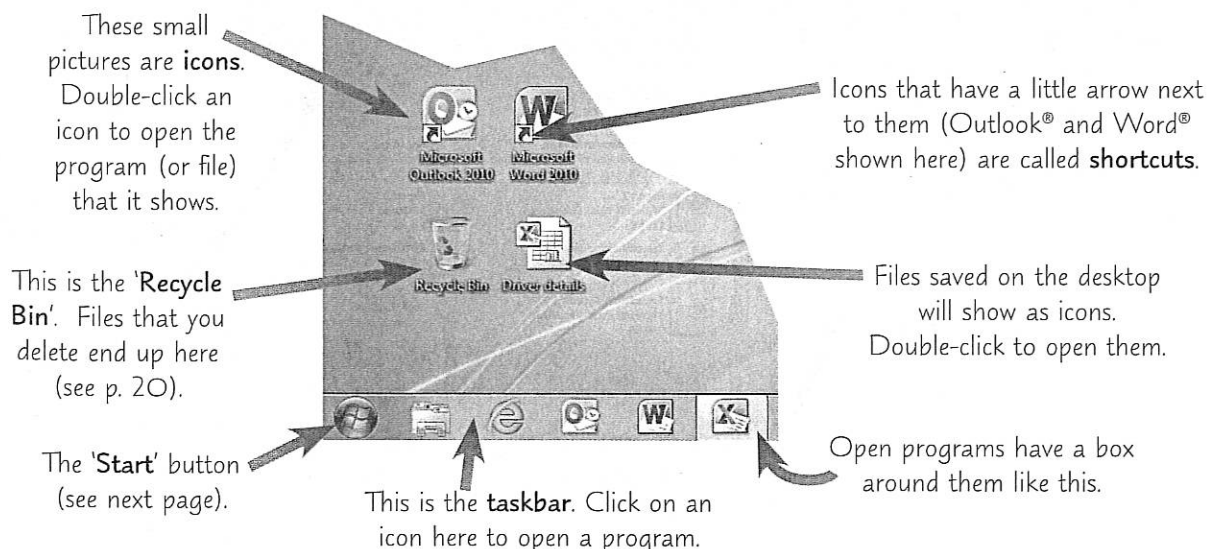 These small
pictures are icons.
Double-click an
icon to open the
program (or file)
that it shows.
Icons that have a little arrow next
to them (Outlook® and Word®
shown here) are called shortcuts.
Microsoft
Outlook 2010
Microsoft
Word 2010
This is the 'Recycle
Bin'. Files that you
delete end up here
(see p. 20).
Recycle Bin
Driver details
Files saved on the desktop
will show as icons.
Double-click to open them.
The 'Start' button
(see next page).
This is the taskbar. Click on an
icon here to open a program.
Open programs have a box
around them like this.